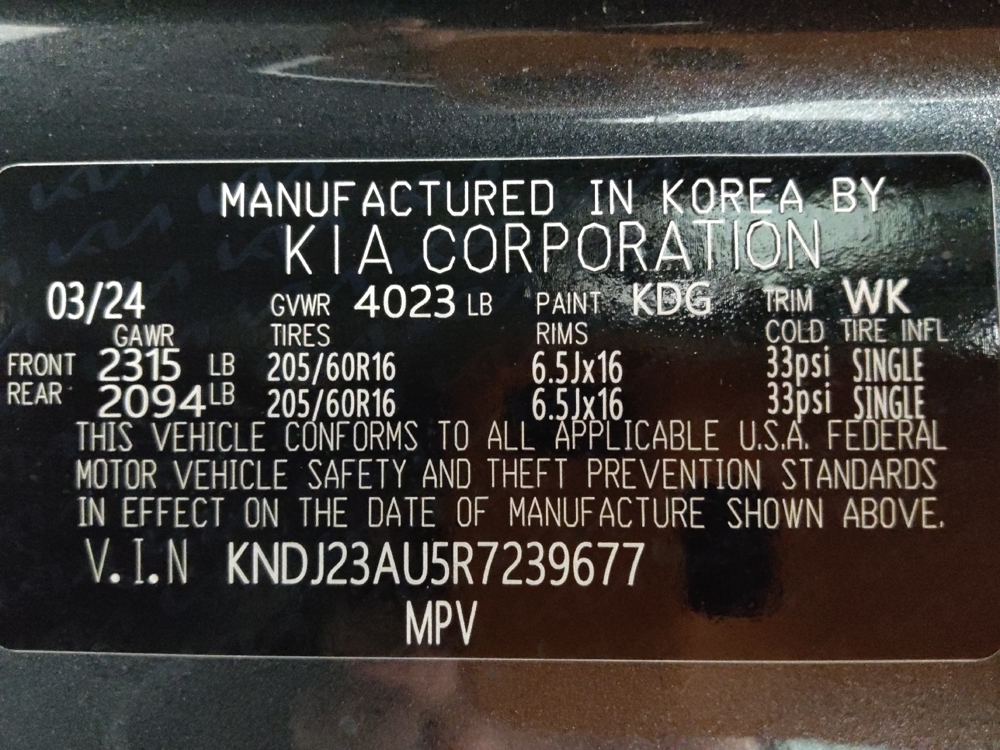 MANUFACTURED IN KOREA BY
KIA CORPORATION
03/24 GVWR 4023 LB PAINT KDG TRIM WK
GAWR TIRES RIMS COLD TIRE INFL
FRONT 2315 LB 205/60R16 6.5Jx16 33psi SINGLE
REAR 2094 LB 205/60R16 6.5Jx16 33psi SINGLE
THIS VEHICLE CONFORMS TO ALL APPLICABLE U.S.A. FEDERAL
MOTOR VEHICLE SAFETY AND THEFT PREVENTION STANDARDS
IN EFFECT ON THE DATE OF MANUFACTURE SHOWN ABOVE.
V.I.N KNDJ23AU5R7239677
MPV